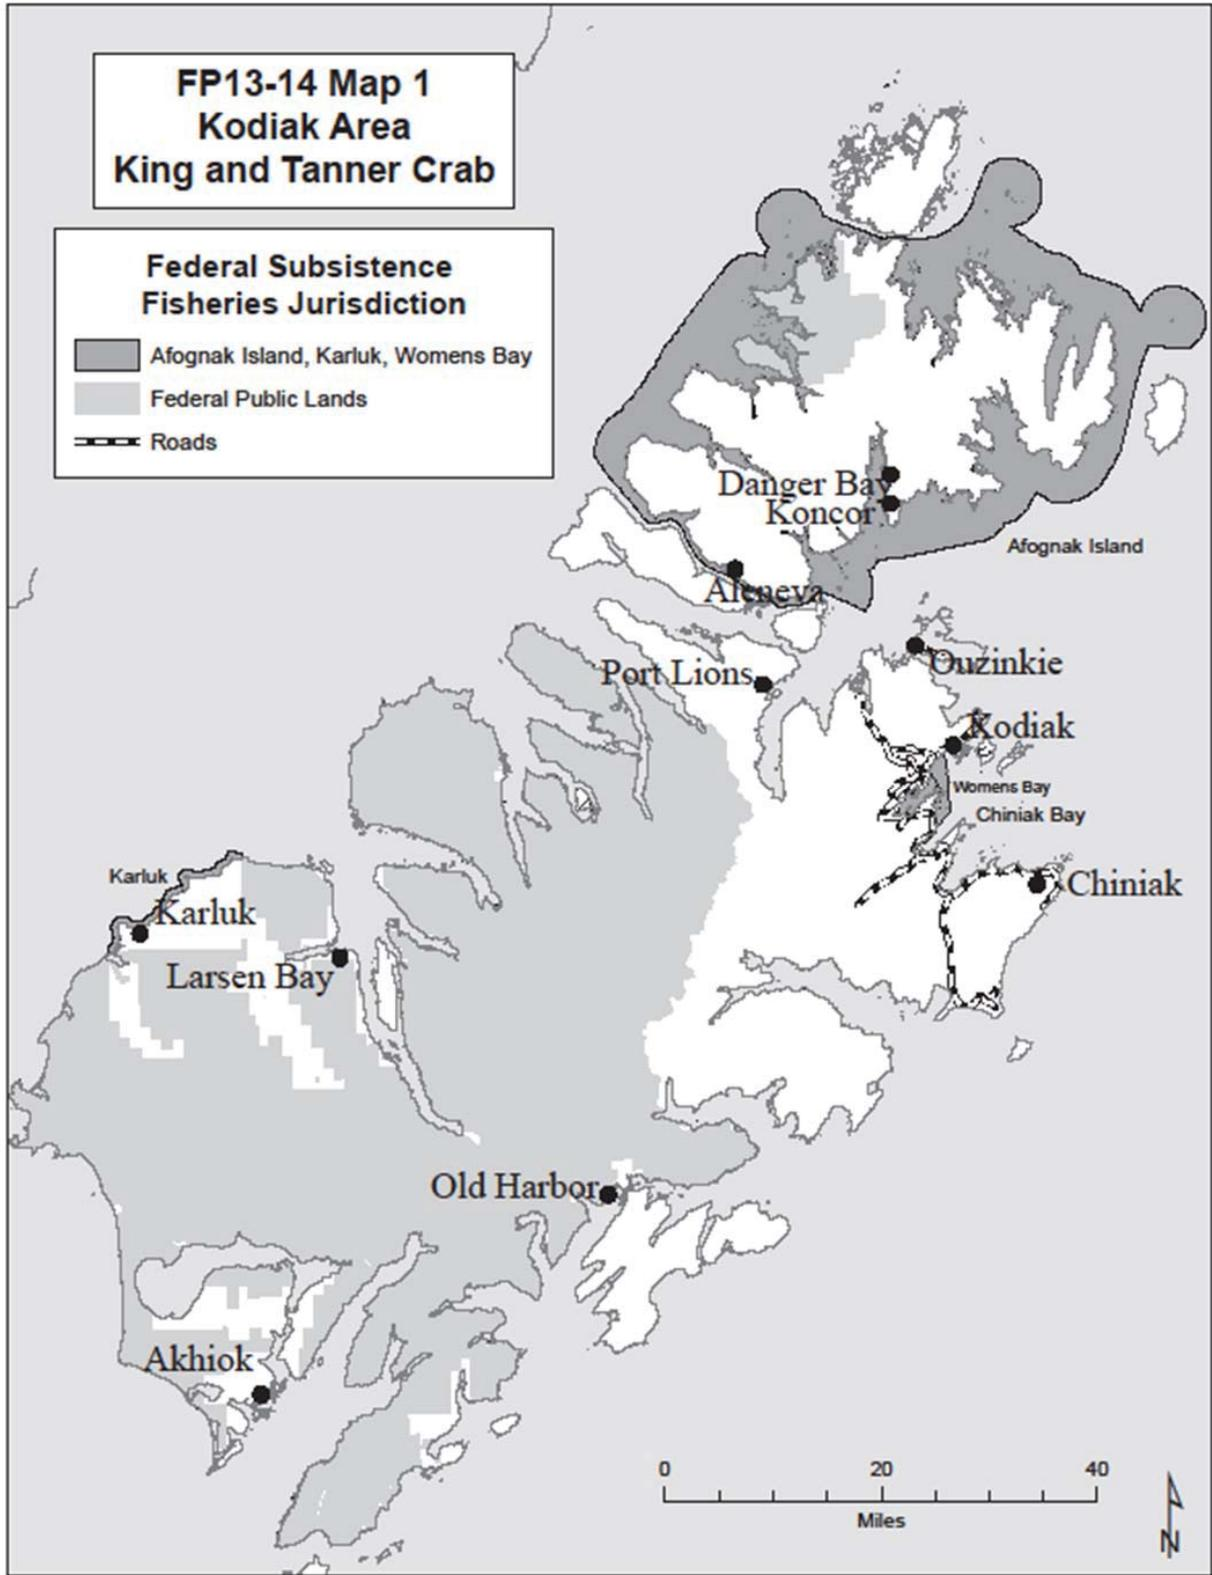 FP13-14 Map 1
Kodiak Area
King and Tanner Crab
Federal Subsistence
Fisheries Jurisdiction
Afognak Island, Karluk, Womens Bay
Federal Public Lands
Roads
Danger Bay
Koncor
Afognak Island
Aleneva
Ouzinkie
Port Lions
Kodiak
Womens Bay
Chiniak Bay
Karluk
Chiniak
Karluk
Larsen Bay
Old Harbor
Akhiok
0 20 40
Miles
N